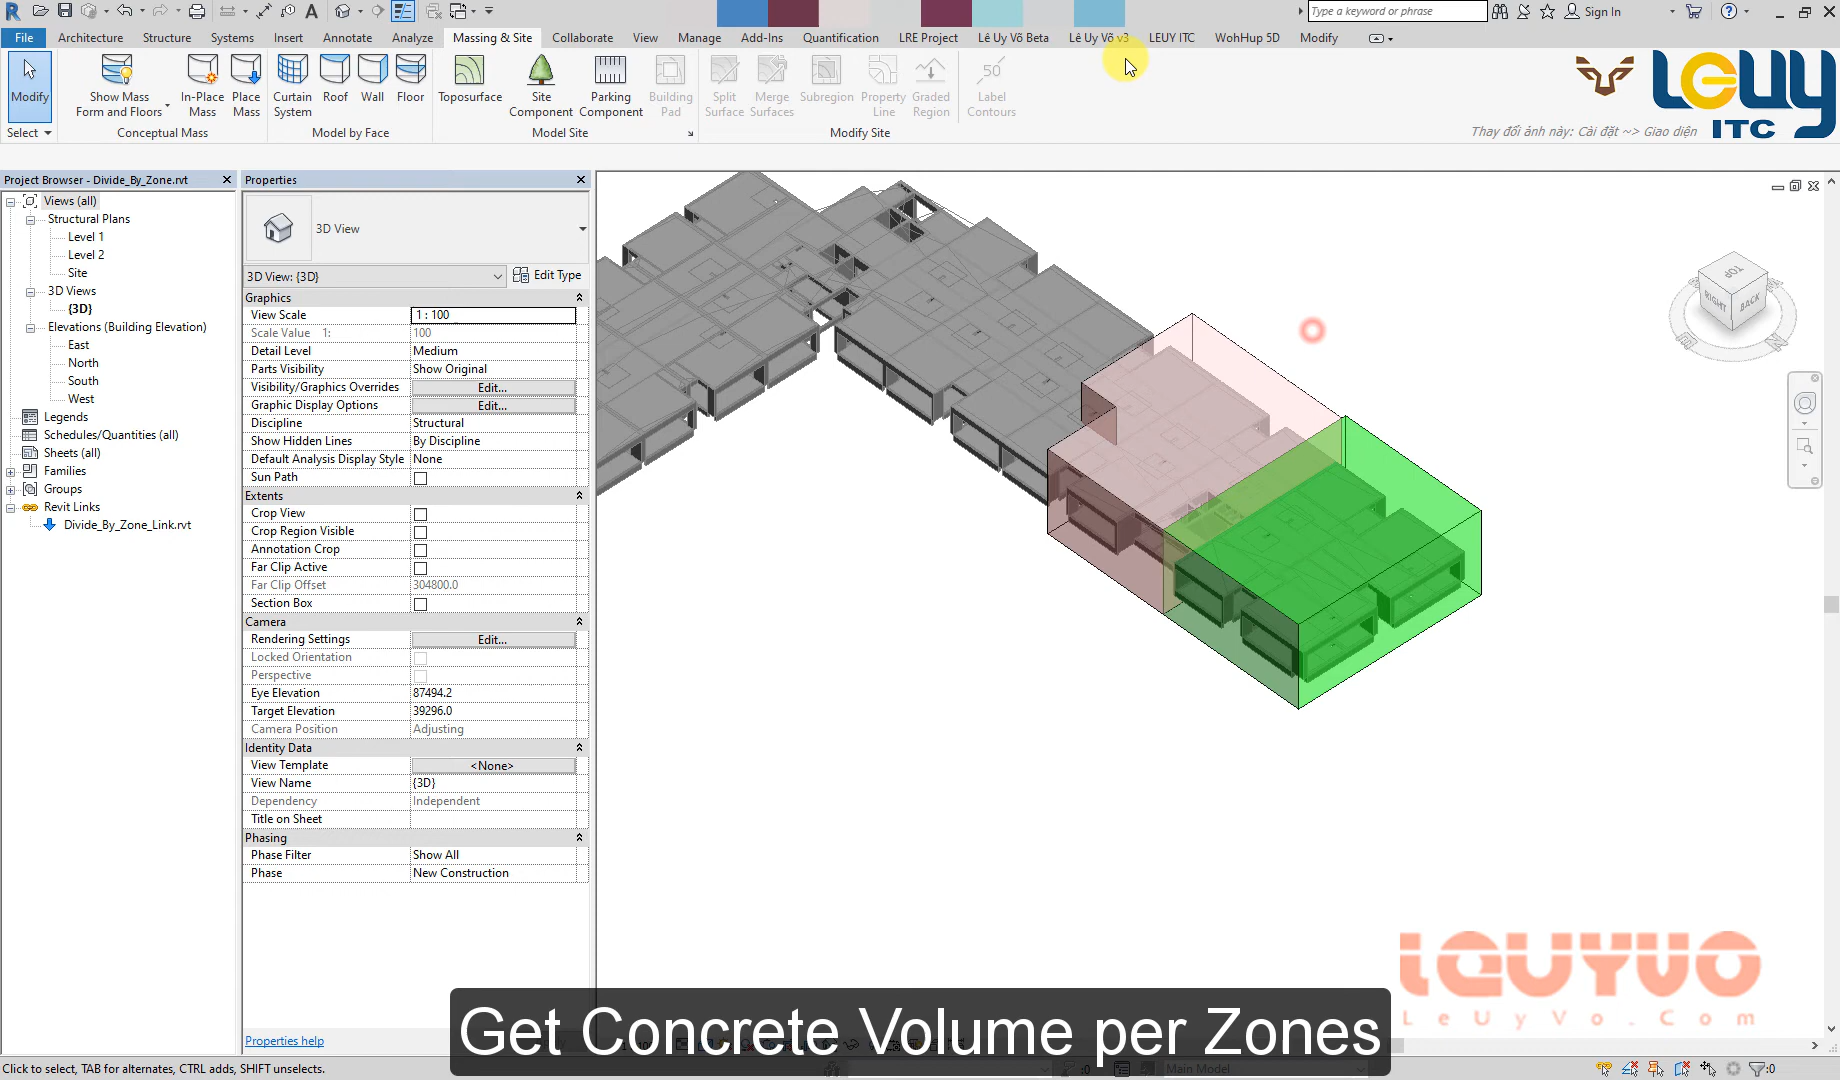 Type a keyword or phrase
Sign In
File
Architecture
Structure
Systems
Insert
Annotate
Analyze
Massing & Site
Collaborate
View
Manage
Add-Ins
Quantification
LRE Project
Lê Uy Võ Beta
Lê Uy Võ v3
LEUY ITC
WohHup 5D
Modify
Modify
Show Mass
Form and Floors
In-Place
Mass
Place
Mass
Curtain
System
Roof
Wall
Floor
Toposurface
Site
Component
Parking
Component
Building
Pad
Split
Surface
Merge
Surfaces
Subregion
Property
Line
Graded
Region
50
Label
Contours
Select
Conceptual Mass
Model by Face
Model Site
Modify Site
LeUy
ITC
Thay đổi ảnh này: Cài đặt ~> Giao diện
Project Browser - Divide_By_Zone.rvt
Views (all)
Structural Plans
Level 1
Level 2
Site
3D Views
{3D}
Elevations (Building Elevation)
East
North
South
West
Legends
Schedules/Quantities (all)
Sheets (all)
Families
Groups
Revit Links
Divide_By_Zone_Link.rvt
Properties
3D View
3D View: {3D}
Edit Type
Graphics
View Scale 1 : 100
Scale Value 1: 100
Detail Level Medium
Parts Visibility Show Original
Visibility/Graphics Overrides Edit...
Graphic Display Options Edit...
Discipline Structural
Show Hidden Lines By Discipline
Default Analysis Display Style None
Sun Path
Extents
Crop View
Crop Region Visible
Annotation Crop
Far Clip Active
Far Clip Offset 304800.0
Section Box
Camera
Rendering Settings Edit...
Locked Orientation
Perspective
Eye Elevation 87494.2
Target Elevation 39296.0
Camera Position Adjusting
Identity Data
View Template <None>
View Name {3D}
Dependency Independent
Title on Sheet
Phasing
Phase Filter Show All
Phase New Construction
Properties help
TOP
RIGHT
BACK
E
N
LeUYVO
LeUyVo.Com
Get Concrete Volume per Zones
Click to select, TAB for alternates, CTRL adds, SHIFT unselects.
:0
Main Model
:0